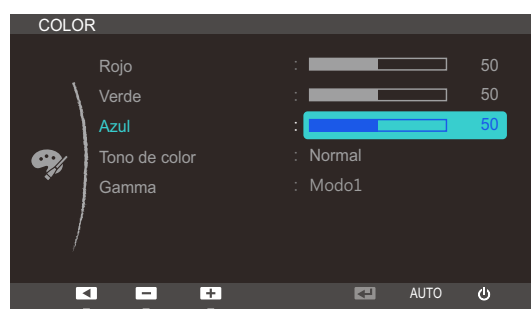 COLOR
Rojo : 50
Verde : 50
Azul : 50
Tono de color : Normal
Gamma : Modo1
AUTO